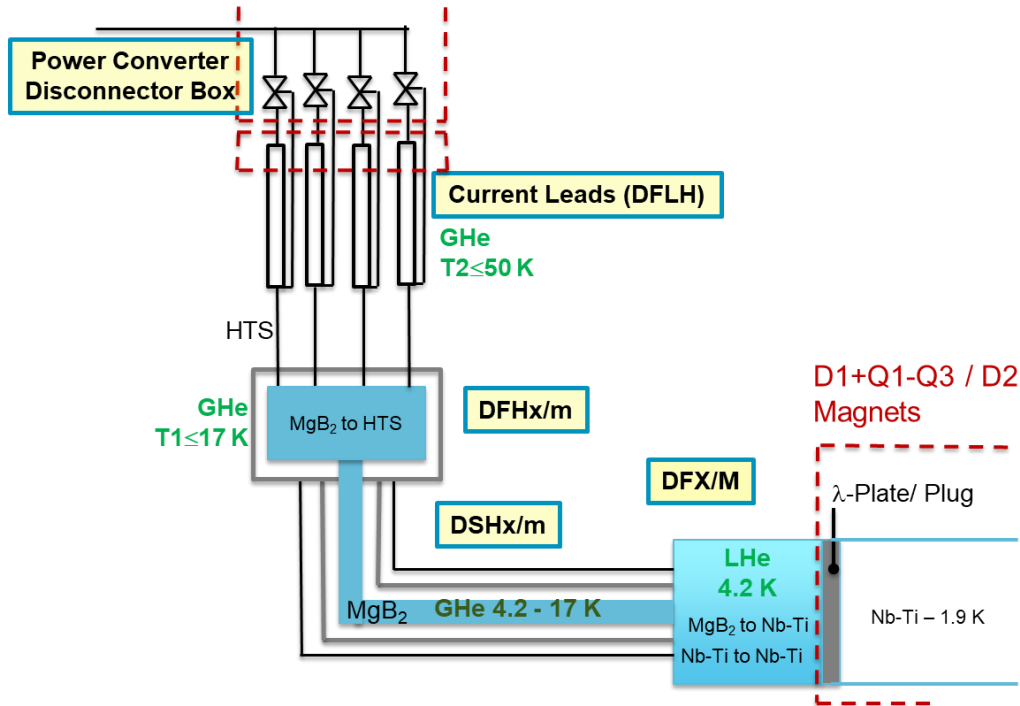 Power Converter
Disconnector Box
Current Leads (DFLH)
GHe
T2≤50 K
HTS
GHe
T1≤17 K
MgB₂ to HTS
DFHx/m
D1+Q1-Q3 / D2
Magnets
DFX/M
λ-Plate/ Plug
DSHx/m
LHe
4.2 K
MgB₂
GHe 4.2 - 17 K
MgB₂ to Nb-Ti
Nb-Ti to Nb-Ti
Nb-Ti – 1.9 K